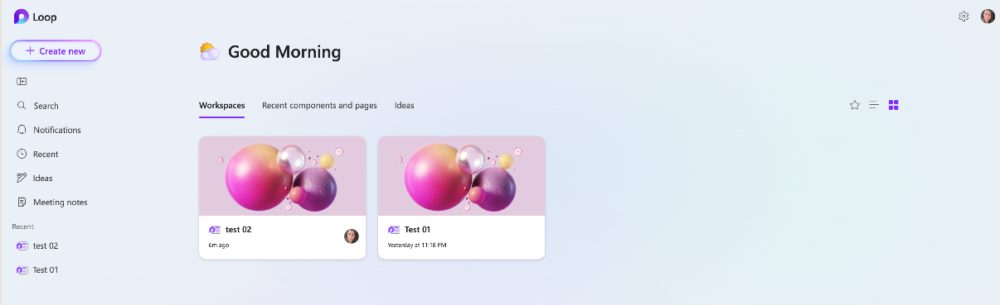 Loop
Create new
Search
Notifications
Recent
Ideas
Meeting notes
Recent
test 02
Test 01
Good Morning
Workspaces Recent components and pages Ideas
test 02
6m ago
Test 01
Yesterday at 11:18 PM